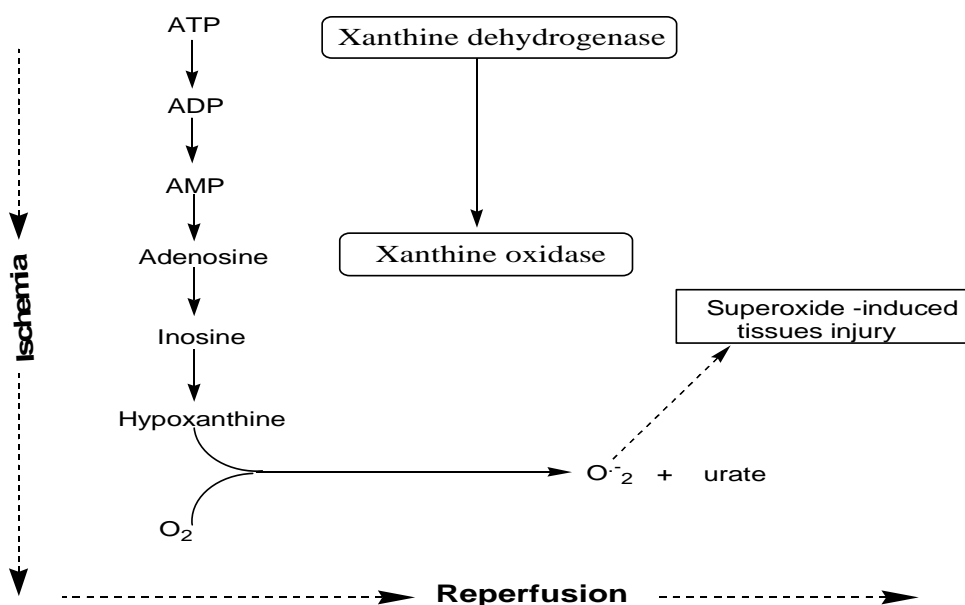 ATP
Xanthine dehydrogenase
ADP
AMP
Xanthine oxidase
Adenosine
Ischemia
Superoxide -induced
tissues injury
Inosine
Hypoxanthine
O·-2 + urate
O2
Reperfusion